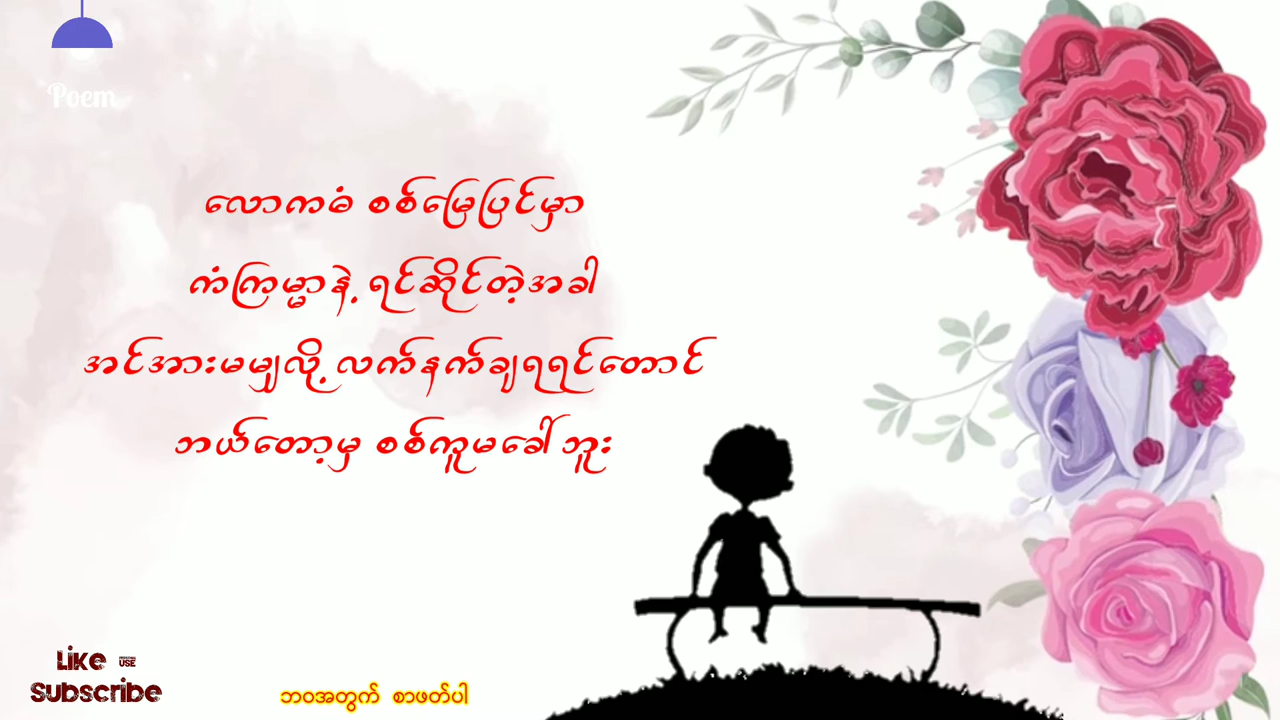 Poem
လောကဓံ စစ်မြေပြင်မှာ
ကံကြမ္မာနဲ့ ရင်ဆိုင်တဲ့အခါ
အင်အားမမျှလို့ လက်နက်ချရရင်တောင်
ဘယ်တော့မှ စစ်ကူမခေါ်ဘူး
Like
USE
Subscribe
ဘဝအတွက် စာဖတ်ပါ